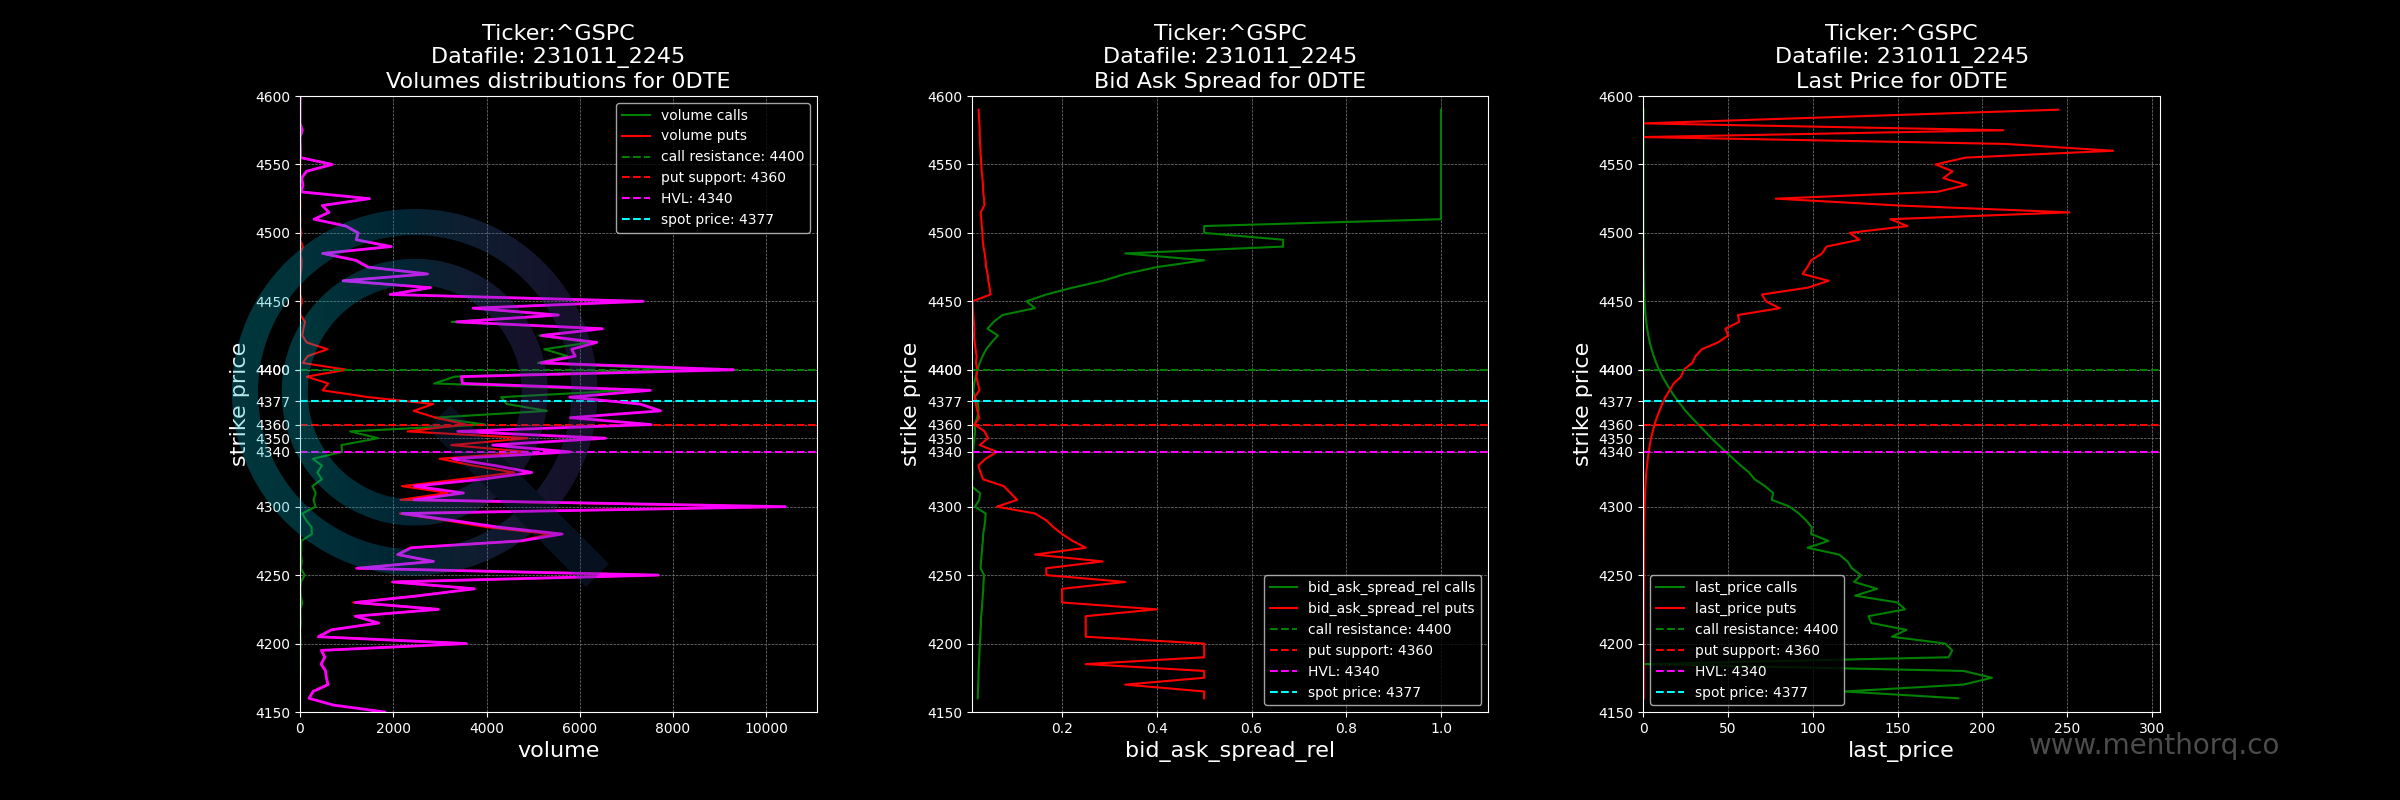 Ticker:^GSPC
Datafile: 231011_2245
Volumes distributions for 0DTE
4600
4550
4500
4450
4400
4377
4360
4350
4340
4300
4250
4200
4150
strike price
volume calls
volume puts
call resistance: 4400
put support: 4360
HVL: 4340
spot price: 4377
0 2000 4000 6000 8000 10000
volume
Ticker:^GSPC
Datafile: 231011_2245
Bid Ask Spread for 0DTE
4600
4550
4500
4450
4400
4377
4360
4350
4340
4300
4250
4200
4150
strike price
bid_ask_spread_rel calls
bid_ask_spread_rel puts
call resistance: 4400
put support: 4360
HVL: 4340
spot price: 4377
0.2 0.4 0.6 0.8 1.0
bid_ask_spread_rel
Ticker:^GSPC
Datafile: 231011_2245
Last Price for 0DTE
4600
4550
4500
4450
4400
4377
4360
4350
4340
4300
4250
4200
4150
strike price
last_price calls
last_price puts
call resistance: 4400
put support: 4360
HVL: 4340
spot price: 4377
0 50 100 150 200 250 300
last_price
www.menthorq.co